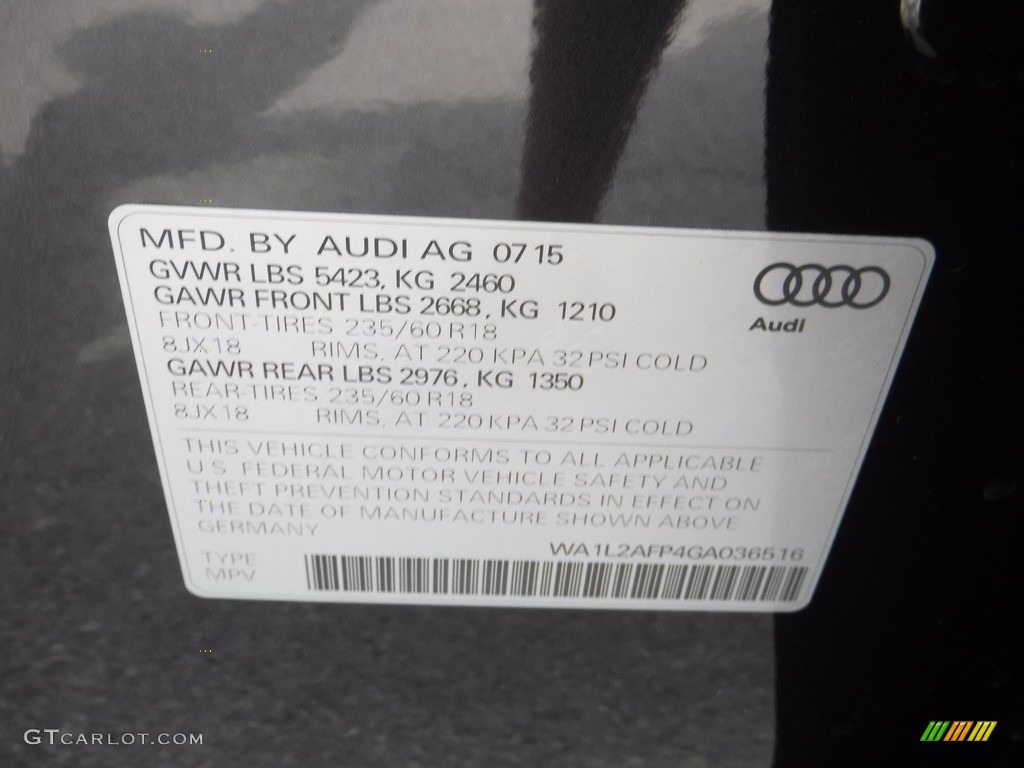 MFD. BY AUDI AG 07 15
GVWR LBS 5423, KG 2460
GAWR FRONT LBS 2668, KG 1210
FRONT-TIRES 235/60 R18
8JX18 RIMS, AT 220 KPA 32 PSI COLD
GAWR REAR LBS 2976, KG 1350
REAR-TIRES 235/60 R18
8JX18 RIMS, AT 220 KPA 32 PSI COLD
Audi
THIS VEHICLE CONFORMS TO ALL APPLICABLE
U.S. FEDERAL MOTOR VEHICLE SAFETY AND
THEFT PREVENTION STANDARDS IN EFFECT ON
THE DATE OF MANUFACTURE SHOWN ABOVE
GERMANY
WA1L2AFP4GA036516
TYPE
MPV
GTCARLOT.COM